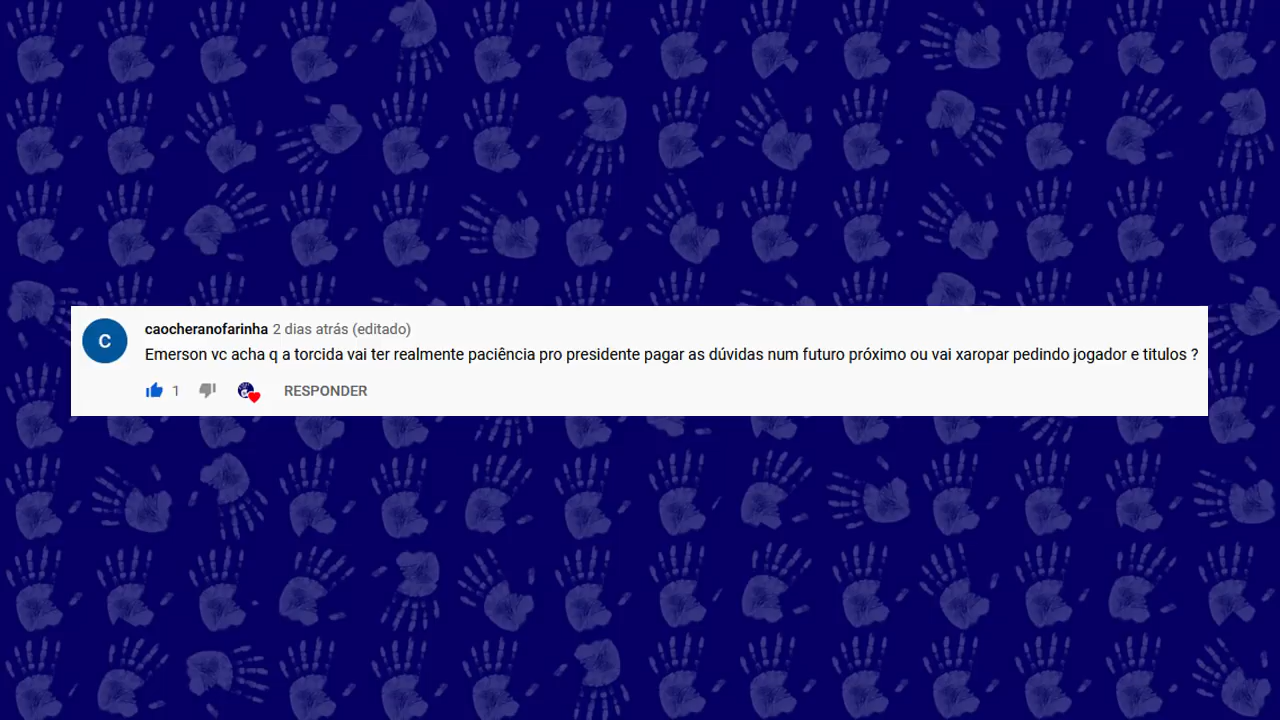 C
caocheranofarinha 2 dias atrás (editado)
Emerson vc acha q a torcida vai ter realmente paciência pro presidente pagar as dúvidas num futuro próximo ou vai xaropar pedindo jogador e titulos ?
1 RESPONDER